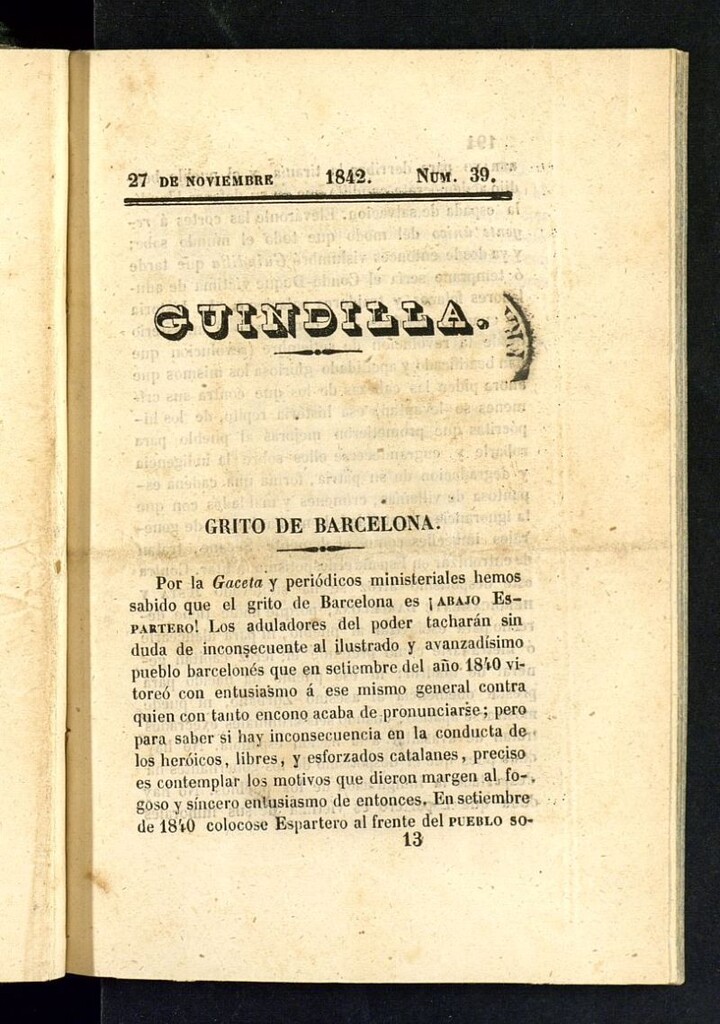 27 DE NOVIEMBRE 1842. NUM. 39.
GUINDILLA.
GRITO DE BARCELONA.
Por la Gaceta y periódicos ministeriales hemos
sabido que el grito de Barcelona es ¡ABAJO ES-
PARTERO! Los aduladores del poder tacharán sin
duda de inconsecuente al ilustrado y avanzadísimo
pueblo barcelonés que en setiembre del año 1840 vi-
toreó con entusiasmo á ese mismo general contra
quien con tanto encono acaba de pronunciarse; pero
para saber si hay inconsecuencia en la conducta de
los heróicos, libres, y esforzados catalanes, preciso
es contemplar los motivos que dieron margen al fo-
goso y síncero entusiasmo de entonces. En setiembre
de 1840 colocose Espartero al frente del PUEBLO SO-
13